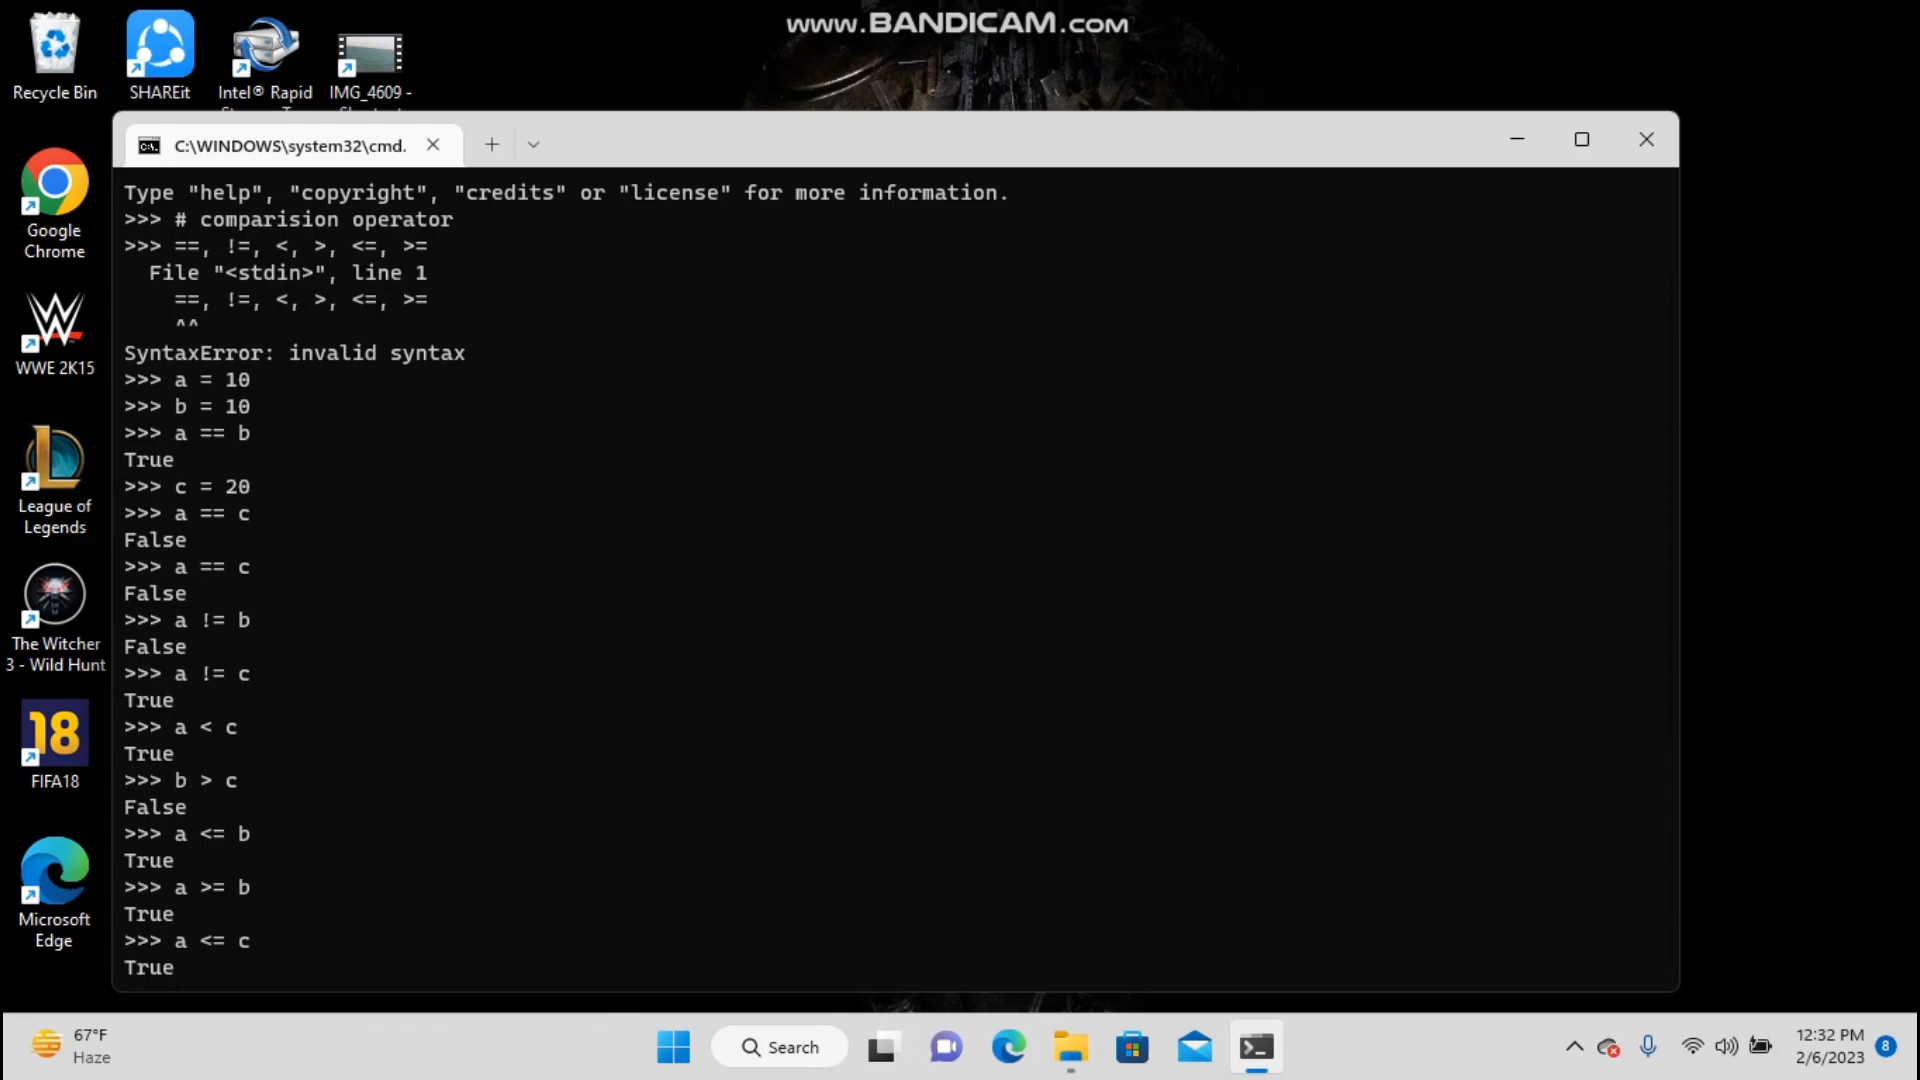 www.BANDICAM.com
Recycle Bin
SHAREit
Intel® Rapid
IMG_4609 -
C:\WINDOWS\system32\cmd.
Type "help", "copyright", "credits" or "license" for more information.
>>> # comparision operator
>>> ==, !=, <, >, <=, >=
  File "<stdin>", line 1
    ==, !=, <, >, <=, >=
    ^^
SyntaxError: invalid syntax
>>> a = 10
>>> b = 10
>>> a == b
True
>>> c = 20
>>> a == c
False
>>> a == c
False
>>> a != b
False
>>> a != c
True
>>> a < c
True
>>> b > c
False
>>> a <= b
True
>>> a >= b
True
>>> a <= c
True
Google
Chrome
W
WWE 2K15
L
League of
Legends
The Witcher
3 - Wild Hunt
18
FIFA18
Microsoft
Edge
67°F
Haze
Search
12:32 PM
2/6/2023
8